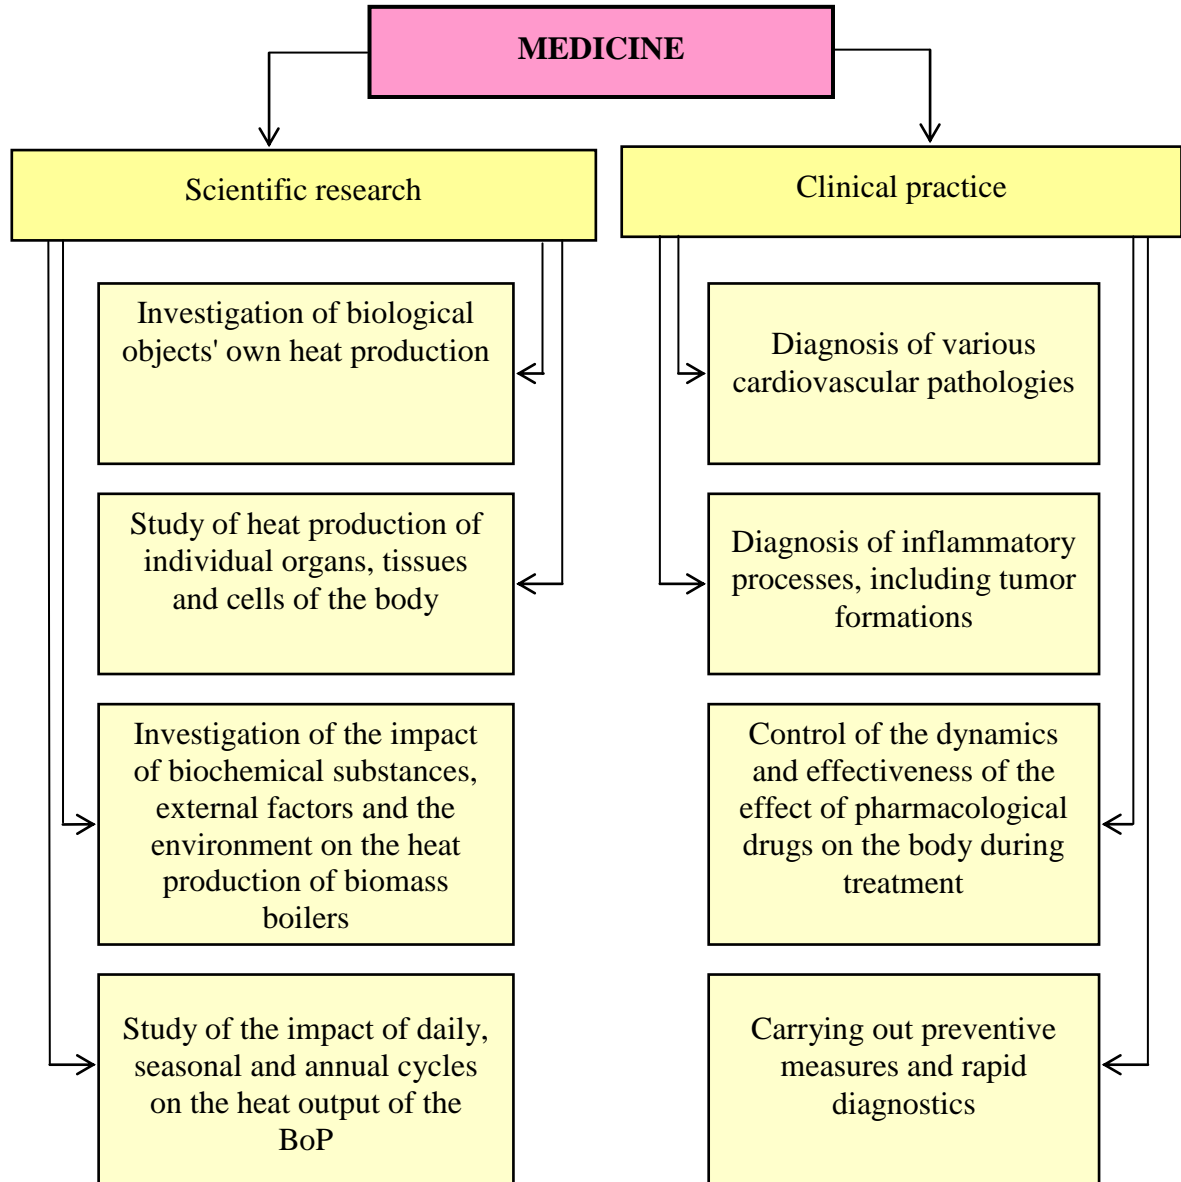 MEDICINE
Scientific research
Clinical practice
Investigation of biological
objects' own heat production
Study of heat production of
individual organs, tissues
and cells of the body
Investigation of the impact
of biochemical substances,
external factors and the
environment on the heat
production of biomass
boilers
Study of the impact of daily,
seasonal and annual cycles
on the heat output of the
BoP
Diagnosis of various
cardiovascular pathologies
Diagnosis of inflammatory
processes, including tumor
formations
Control of the dynamics
and effectiveness of the
effect of pharmacological
drugs on the body during
treatment
Carrying out preventive
measures and rapid
diagnostics